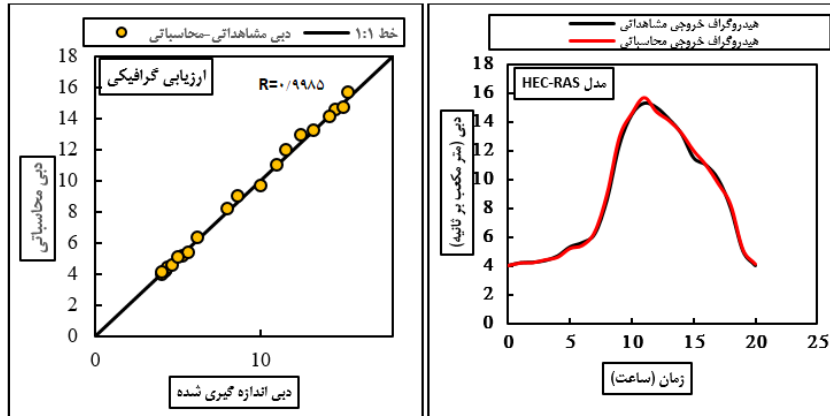 دبی مشاهداتی-محاسباتی
خط ۱:۱
ارزیابی گرافیکی
R=۰/۹۹۸۵
18
16
14
12
10
8
6
4
2
0
0
10
دبی محاسباتی
دبی اندازه گیری شده
هیدروگراف خروجی مشاهداتی
هیدروگراف خروجی محاسباتی
مدل HEC-RAS
18
16
14
12
10
8
6
4
2
0
5
10
15
20
25
دبی (متر مکعب بر ثانیه)
زمان (ساعت)